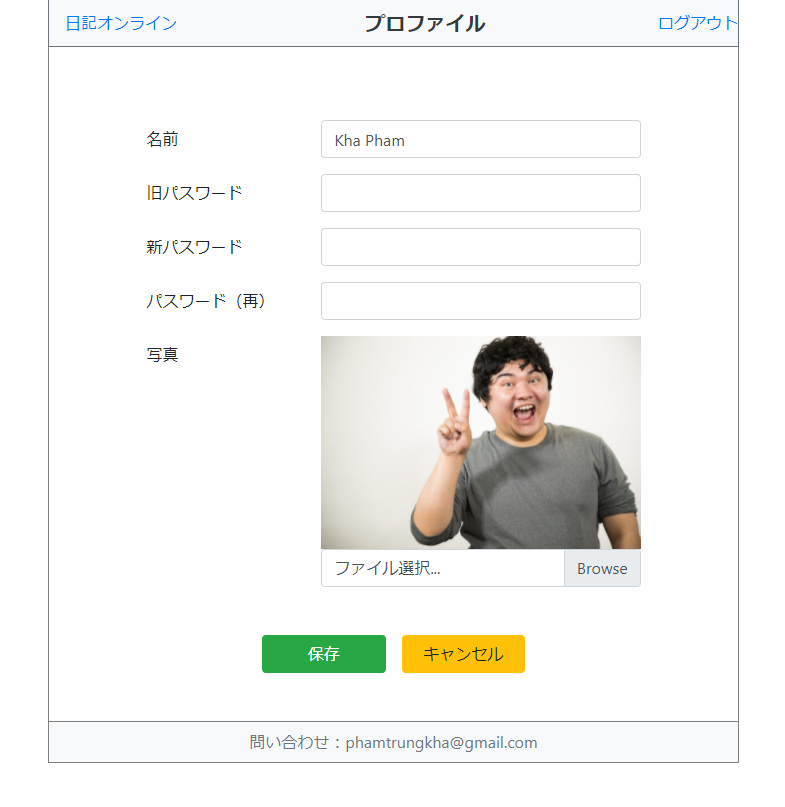 日記オンライン プロファイル ログアウト
名前 Kha Pham
旧パスワード
新パスワード
パスワード（再）
写真
ファイル選択... Browse
保存 キャンセル
問い合わせ：phamtrungkha@gmail.com